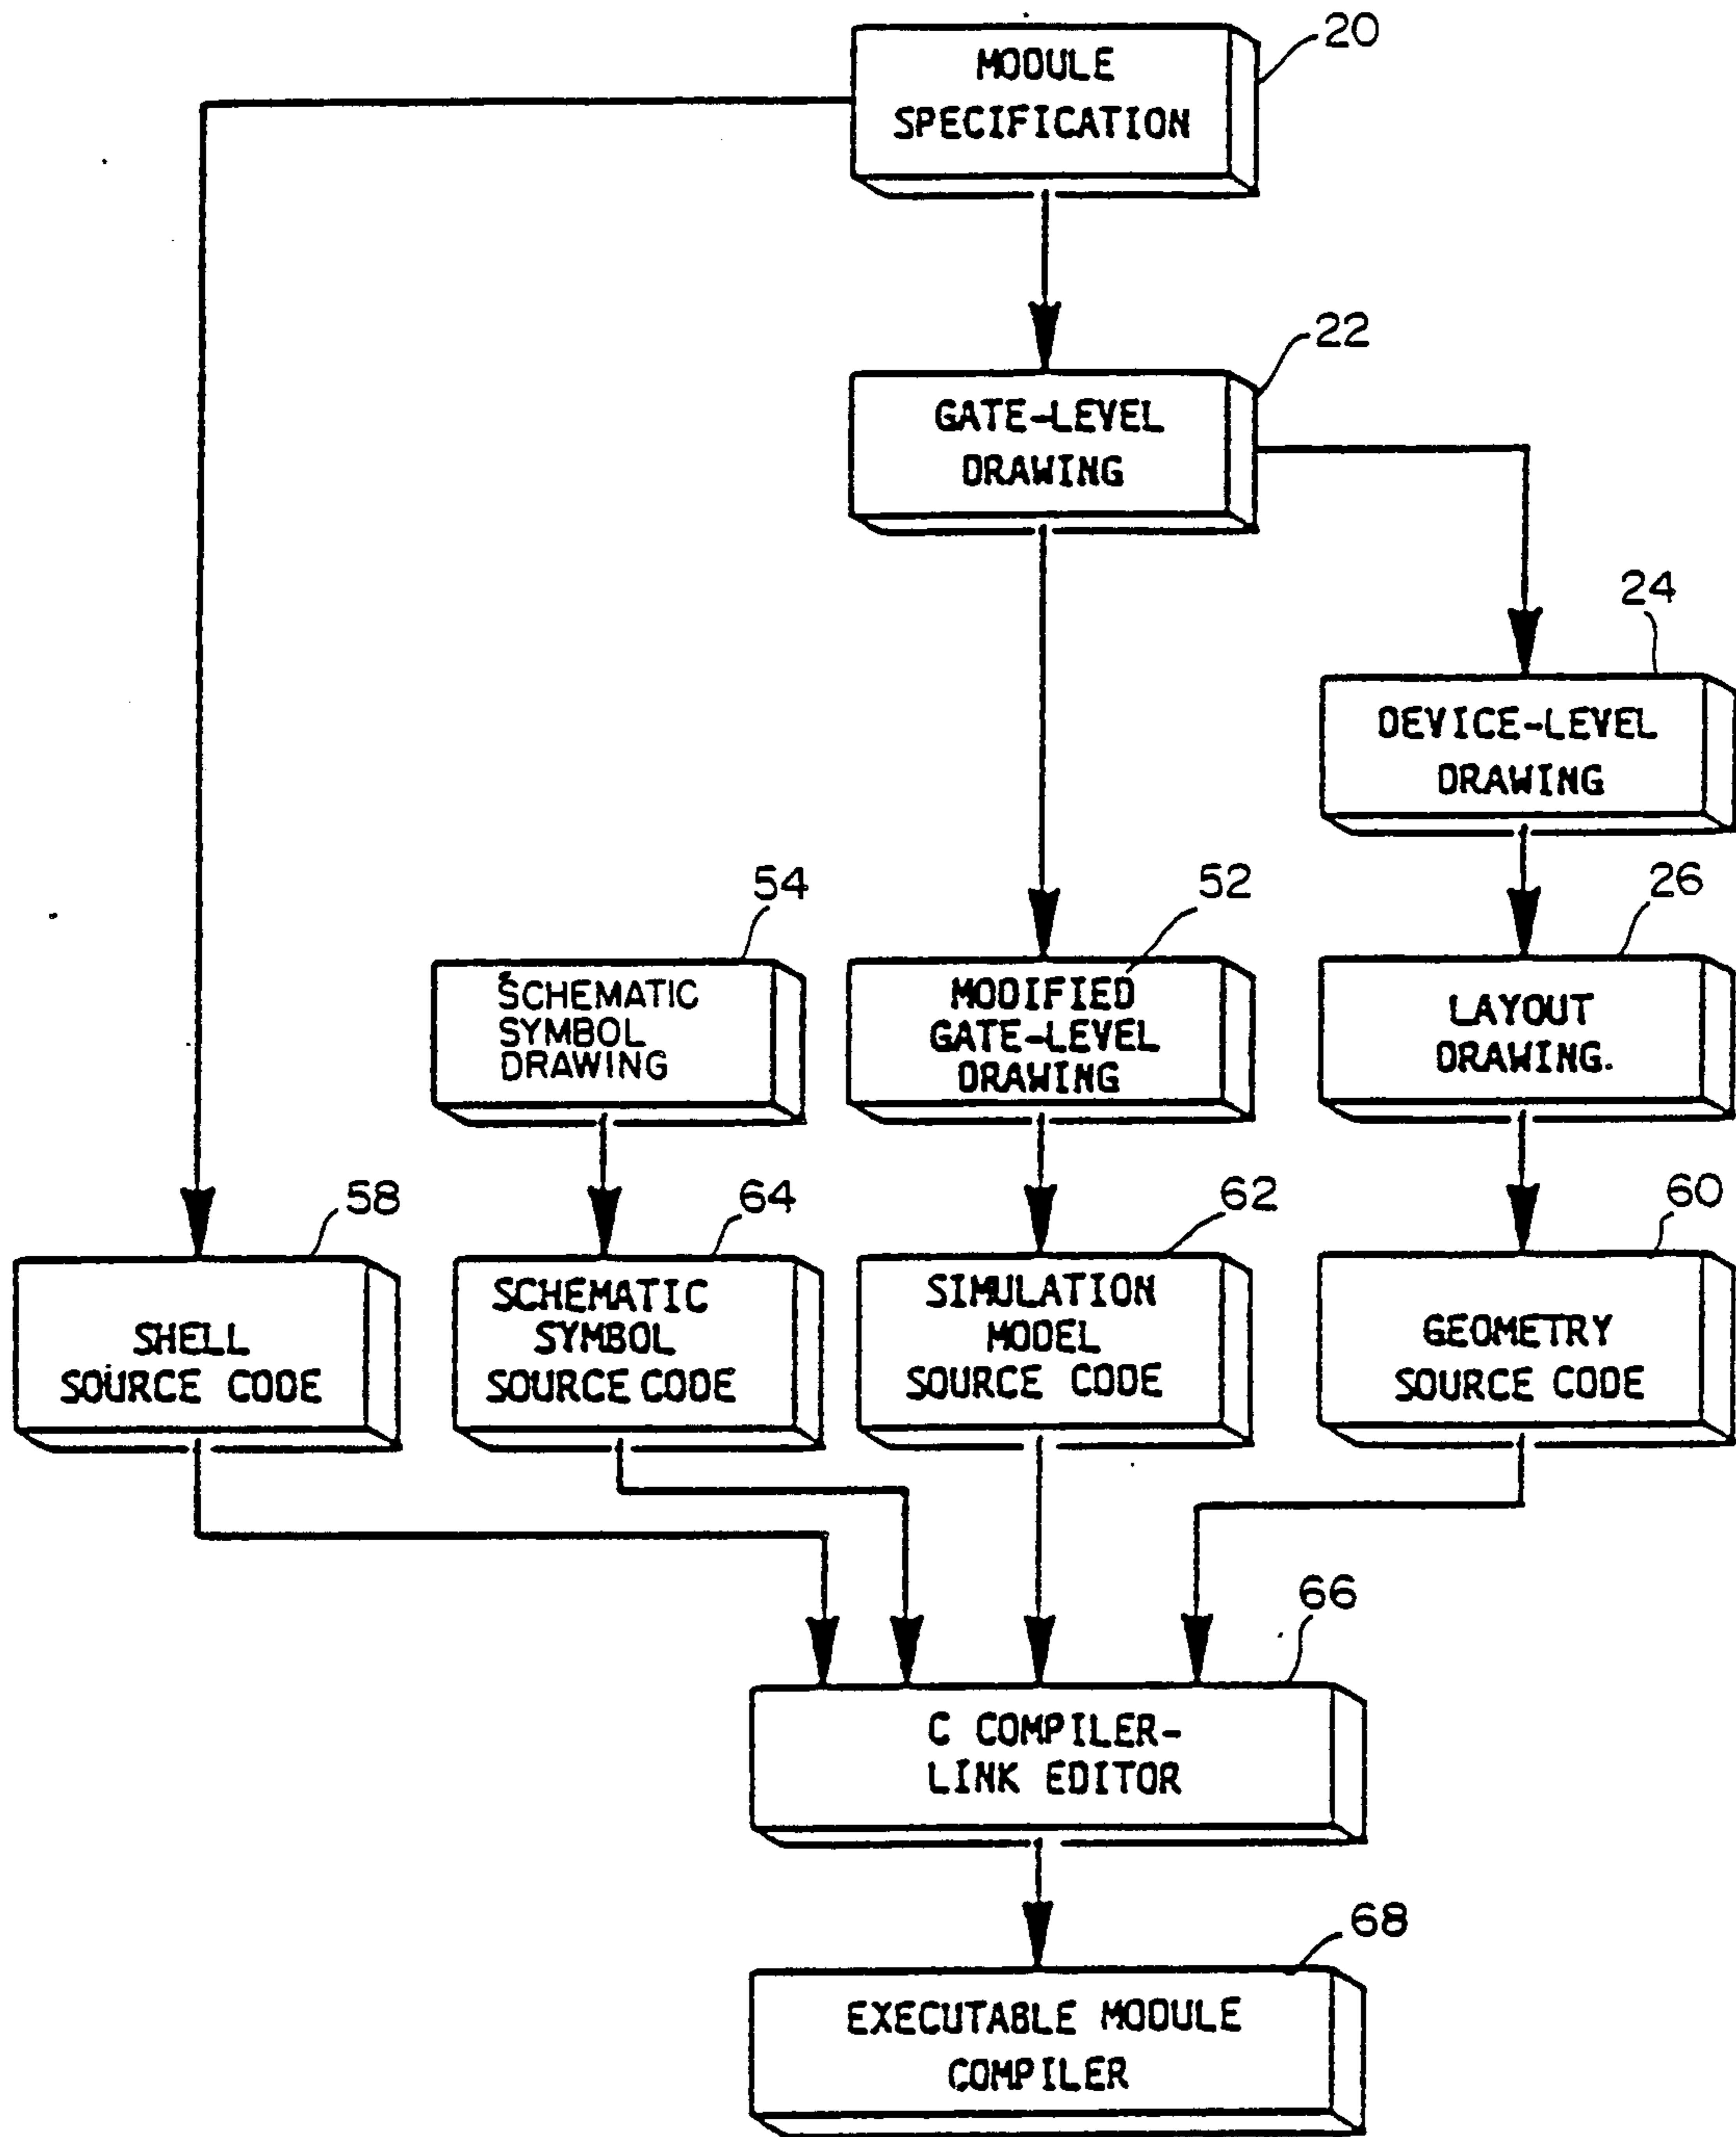 20
MODULE
SPECIFICATION
22
GATE-LEVEL
DRAWING
24
DEVICE-LEVEL
DRAWING
54
SCHEMATIC
SYMBOL
DRAWING
52
MODIFIED
GATE-LEVEL
DRAWING
26
LAYOUT
DRAWING.
58
SHELL
SOURCE CODE
64
SCHEMATIC
SYMBOL
SOURCE CODE
62
SIMULATION
MODEL
SOURCE CODE
60
GEOMETRY
SOURCE CODE
66
C COMPILER-
LINK EDITOR
68
EXECUTABLE MODULE
COMPILER